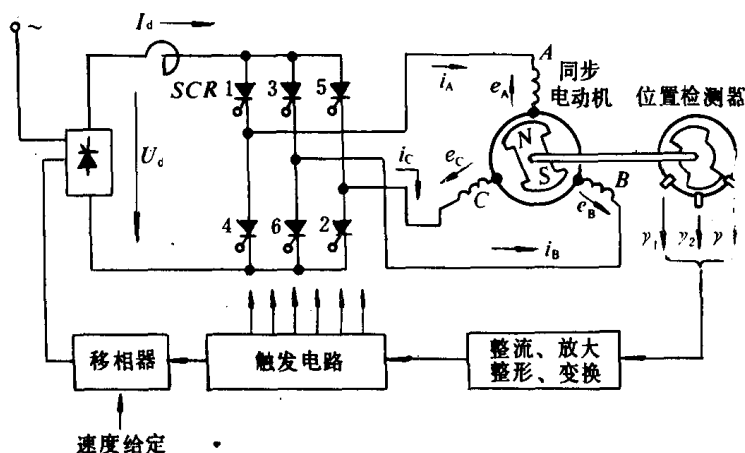 ~
I_d
SCR 1
3
5
U_d
4
6
2
i_A
e_A
A
同步
电动机
位置检测器
N
S
i_C
e_C
C
B
e_B
i_B
γ₁
γ₂
γ
移相器
触发电路
整流、放大
整形、变换
速度给定